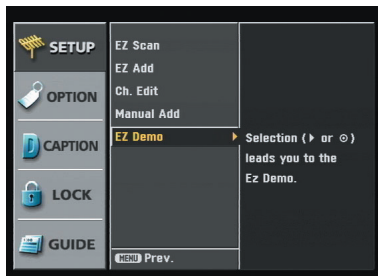 SETUP
OPTION
CAPTION
LOCK
GUIDE
EZ Scan
EZ Add
Ch. Edit
Manual Add
EZ Demo
MENU Prev.
Selection (▶ or ⊙)
leads you to the
Ez Demo.